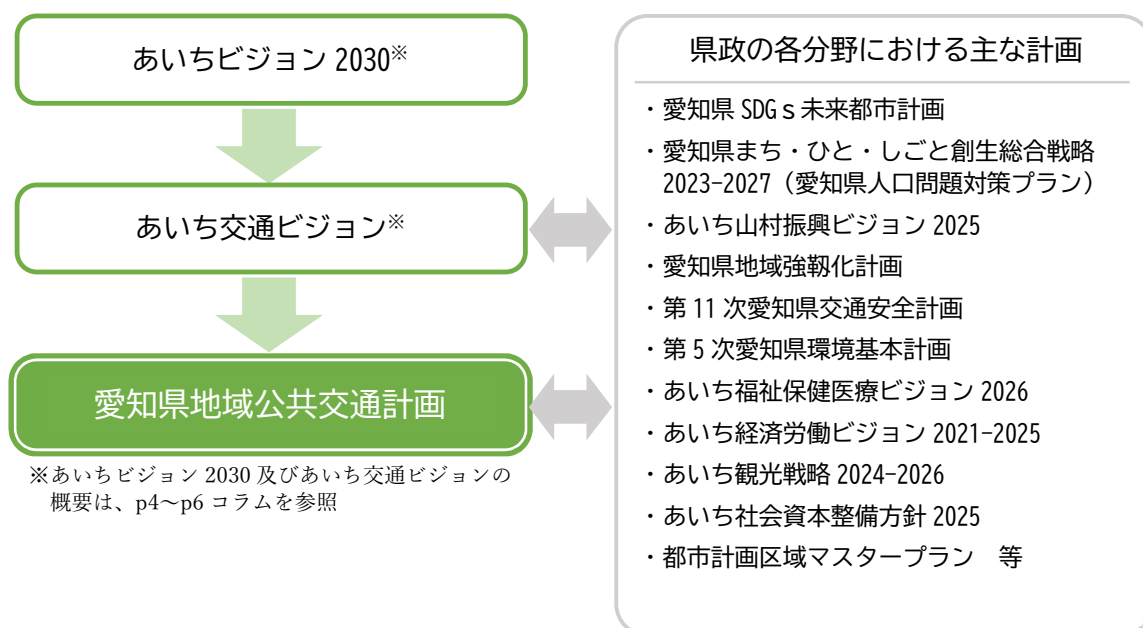 あいちビジョン 2030※
あいち交通ビジョン※
愛知県地域公共交通計画
※あいちビジョン 2030 及びあいち交通ビジョンの
概要は、p4～p6 コラムを参照
県政の各分野における主な計画
・愛知県 SDGｓ未来都市計画
・愛知県まち・ひと・しごと創生総合戦略
2023-2027（愛知県人口問題対策プラン）
・あいち山村振興ビジョン 2025
・愛知県地域強靱化計画
・第 11 次愛知県交通安全計画
・第 5 次愛知県環境基本計画
・あいち福祉保健医療ビジョン 2026
・あいち経済労働ビジョン 2021-2025
・あいち観光戦略 2024-2026
・あいち社会資本整備方針 2025
・都市計画区域マスタープラン　等